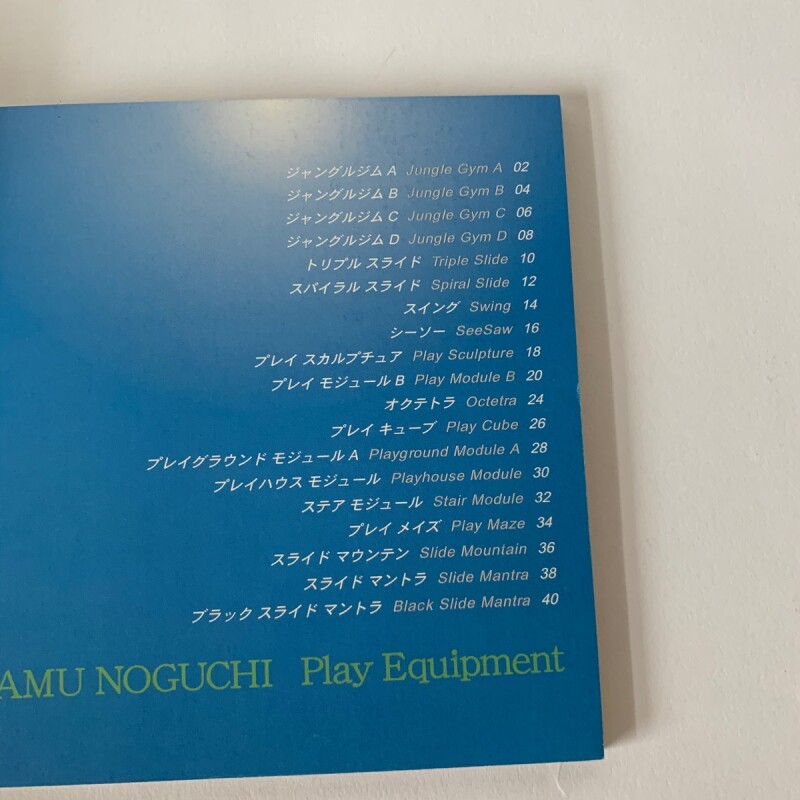 ジャングルジム A Jungle Gym A 02
ジャングルジム B Jungle Gym B 04
ジャングルジム C Jungle Gym C 06
ジャングルジム D Jungle Gym D 08
トリプル スライド Triple Slide 10
スパイラル スライド Spiral Slide 12
スイング Swing 14
シーソー SeeSaw 16
プレイ スカルプチュア Play Sculpture 18
プレイ モジュール B Play Module B 20
オクテトラ Octetra 24
プレイ キューブ Play Cube 26
プレイグラウンド モジュール A Playground Module A 28
プレイハウス モジュール Playhouse Module 30
ステア モジュール Stair Module 32
プレイ メイズ Play Maze 34
スライド マウンテン Slide Mountain 36
スライド マントラ Slide Mantra 38
ブラック スライド マントラ Black Slide Mantra 40
AMU NOGUCHI Play Equipment